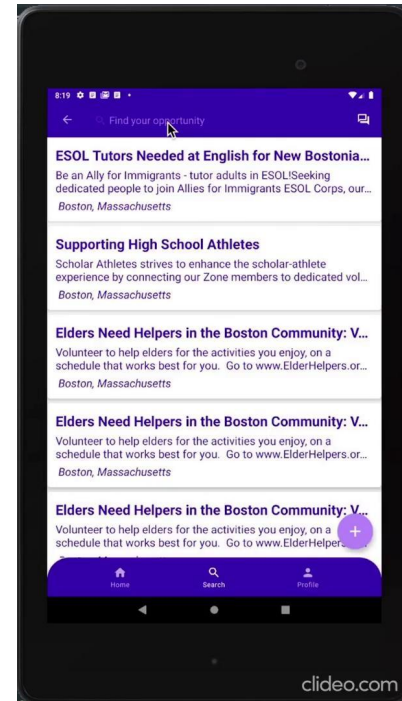 8:19
Find your opportunity
ESOL Tutors Needed at English for New Bostonia...
Be an Ally for Immigrants - tutor adults in ESOL!Seeking
dedicated people to join Allies for Immigrants ESOL Corps, our...
Boston, Massachusetts
Supporting High School Athletes
Scholar Athletes strives to enhance the scholar-athlete
experience by connecting our Zone members to dedicated vol...
Boston, Massachusetts
Elders Need Helpers in the Boston Community: V...
Volunteer to help elders for the activities you enjoy, on a
schedule that works best for you. Go to www.ElderHelpers.or...
Boston, Massachusetts
Elders Need Helpers in the Boston Community: V...
Volunteer to help elders for the activities you enjoy, on a
schedule that works best for you. Go to www.ElderHelpers.or...
Boston, Massachusetts
Elders Need Helpers in the Boston Community: V...
Volunteer to help elders for the activities you enjoy, on a
schedule that works best for you. Go to www.ElderHelpers
Home Search Profile
clideo.com